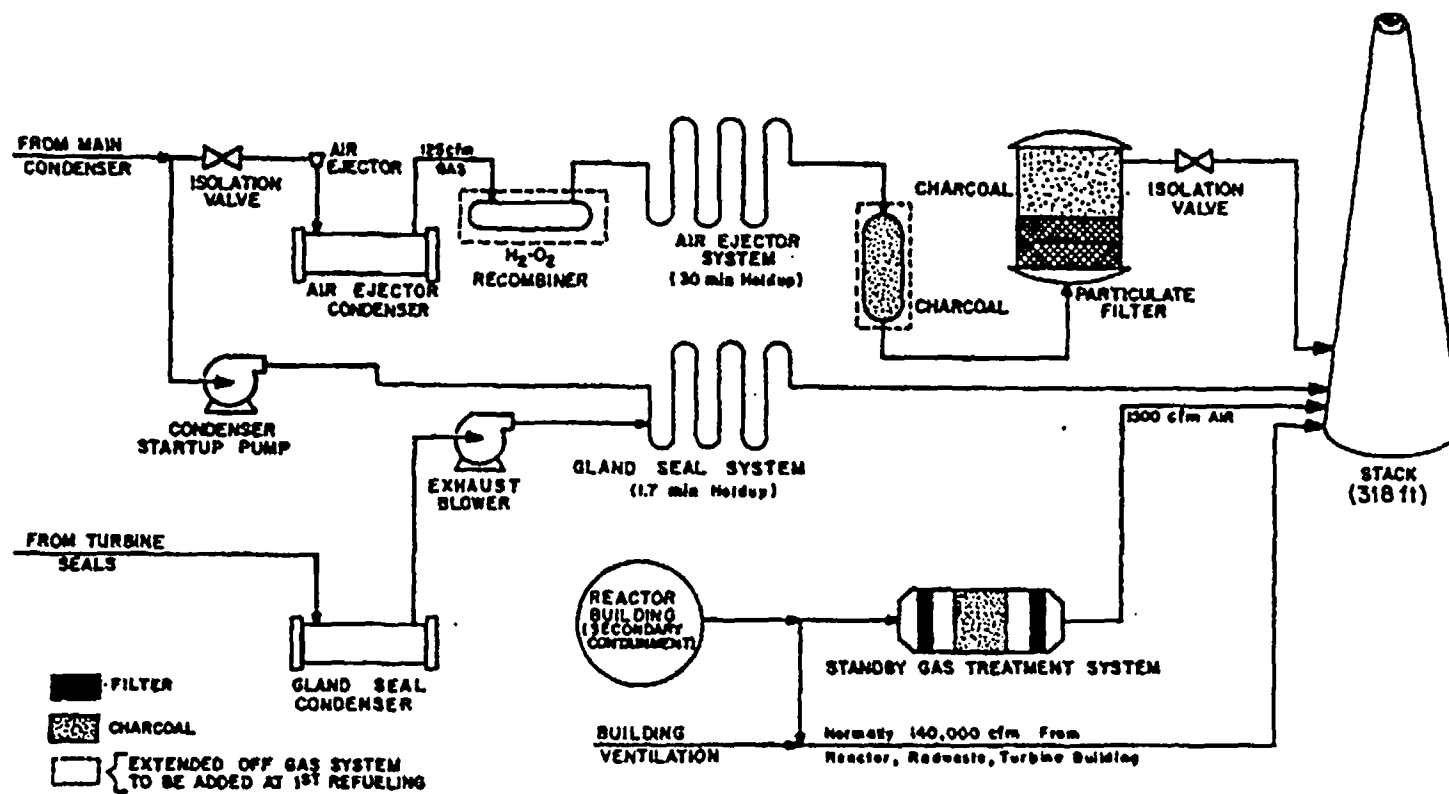 FROM MAIN
CONDENSER
ISOLATION
VALVE
AIR
EJECTOR
AIR EJECTOR
CONDENSER
125cfm
GAS
H₂-O₂
RECOMBINER
AIR EJECTOR
SYSTEM
(30 min Holdup)
CHARCOAL
CHARCOAL
PARTICULATE
FILTER
ISOLATION
VALVE
CONDENSER
STARTUP PUMP
EXHAUST
BLOWER
GLAND SEAL SYSTEM
(1.7 min Holdup)
1500 cfm AIR
STACK
(318 ft)
FROM TURBINE
SEALS
GLAND SEAL
CONDENSER
REACTOR
BUILDING
(SECONDARY
CONTAINMENT)
STANDBY GAS TREATMENT SYSTEM
BUILDING
VENTILATION
Normally 140,000 cfm From
Reactor, Radwaste, Turbine Building
FILTER
CHARCOAL
EXTENDED OFF GAS SYSTEM
TO BE ADDED AT 1ST REFUELING